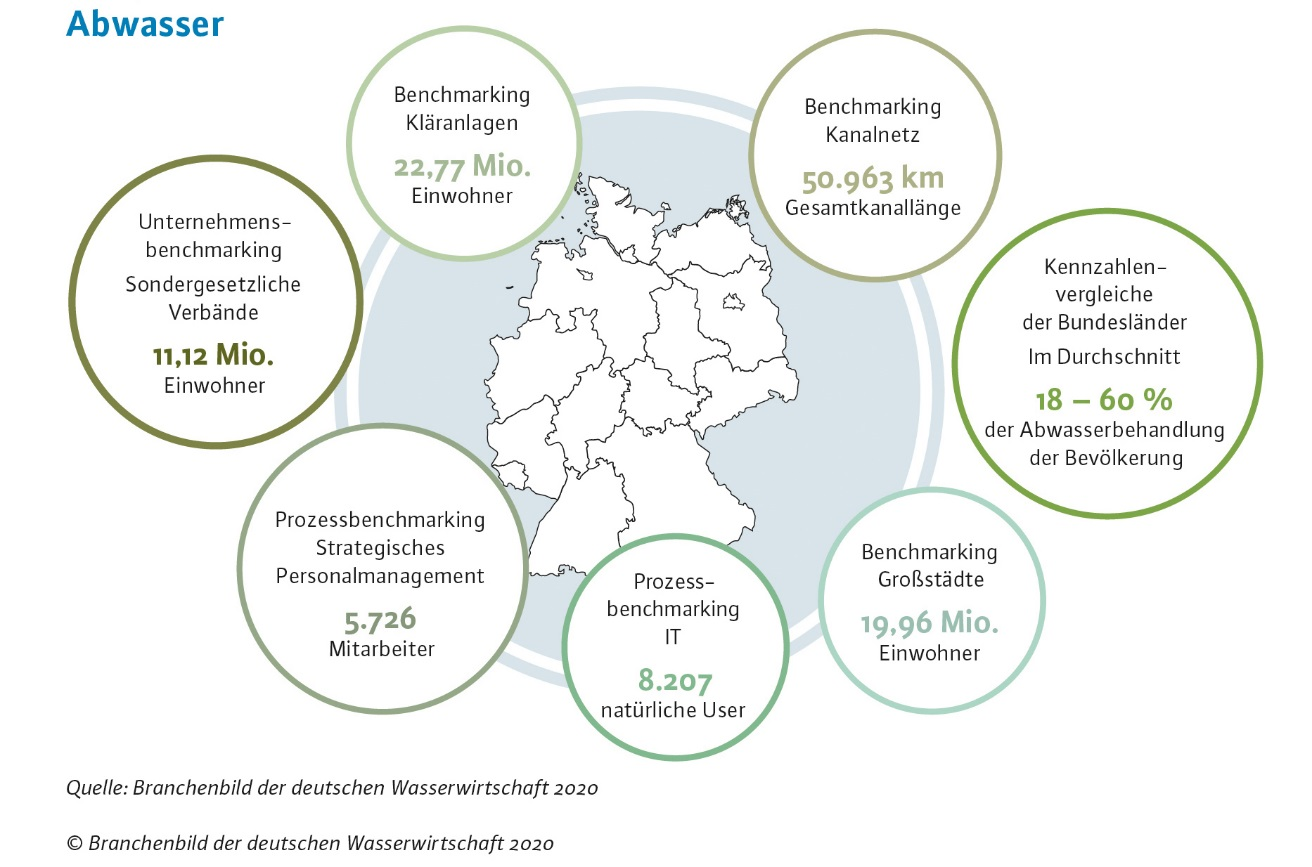 Abwasser
Benchmarking
Kläranlagen
22,77 Mio.
Einwohner
Benchmarking
Kanalnetz
50.963 km
Gesamtkanallänge
Unternehmens-
benchmarking
Sondergesetzliche
Verbände
11,12 Mio.
Einwohner
Kennzahlen-
vergleiche
der Bundesländer
Im Durchschnitt
18 – 60 %
der Abwasserbehandlung
der Bevölkerung
Prozessbenchmarking
Strategisches
Personalmanagement
5.726
Mitarbeiter
Prozess-
benchmarking
IT
8.207
natürliche User
Benchmarking
Großstädte
19,96 Mio.
Einwohner
Quelle: Branchenbild der deutschen Wasserwirtschaft 2020
© Branchenbild der deutschen Wasserwirtschaft 2020